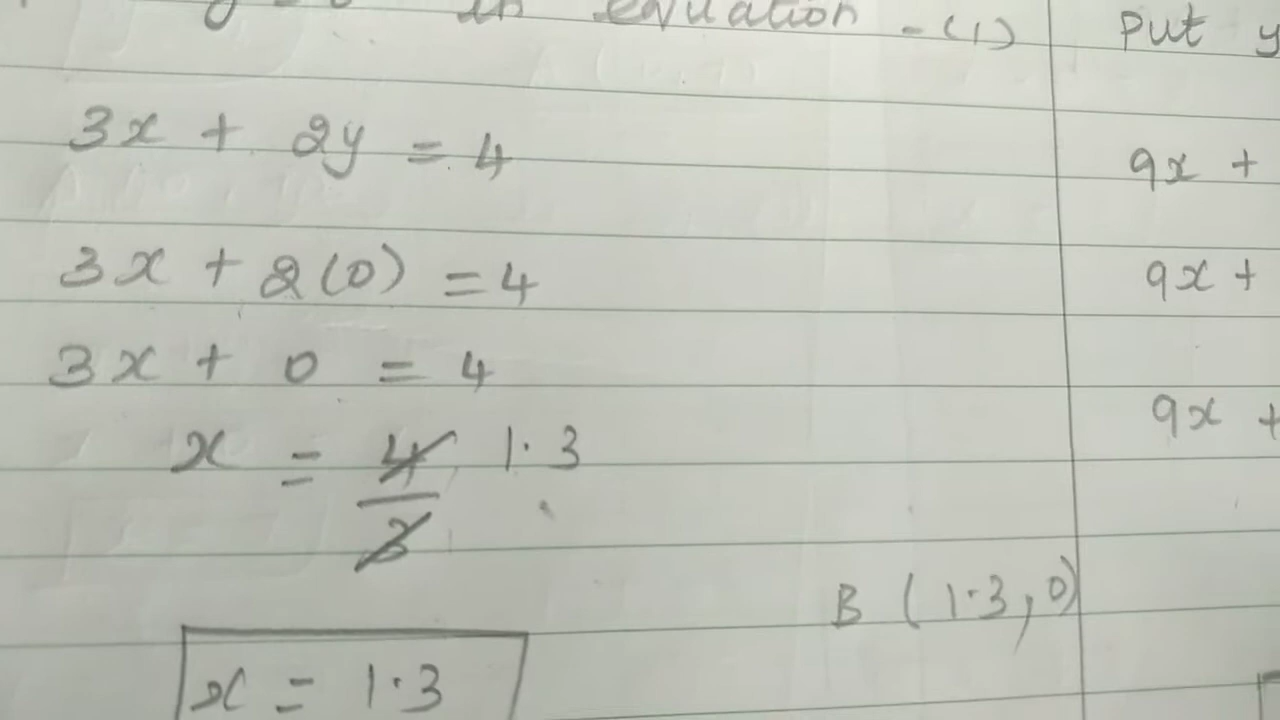 in equation -(1)
3x + 2y = 4
3x + 2(0) = 4
3x + 0 = 4
x = 4/3 1.3
x = 1.3
B (1.3, 0)
Put y
9x +
9x +
9x +